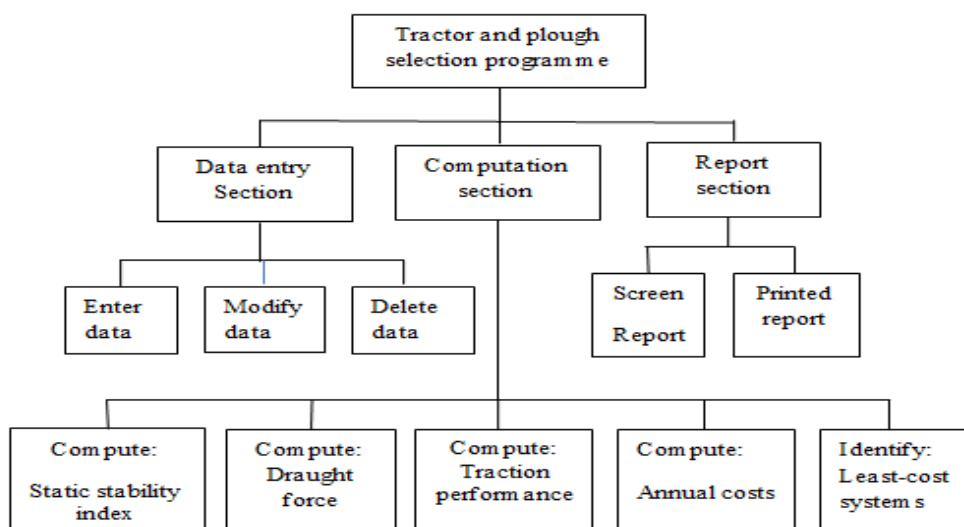 Tractor and plough
selection programme
Data entry
Section
Computation
section
Report
section
Enter
data
Modify
data
Delete
data
Screen
Report
Printed
report
Compute:
Static stability
index
Compute:
Draught
force
Compute:
Traction
performance
Compute:
Annual costs
Identify:
Least-cost
systems